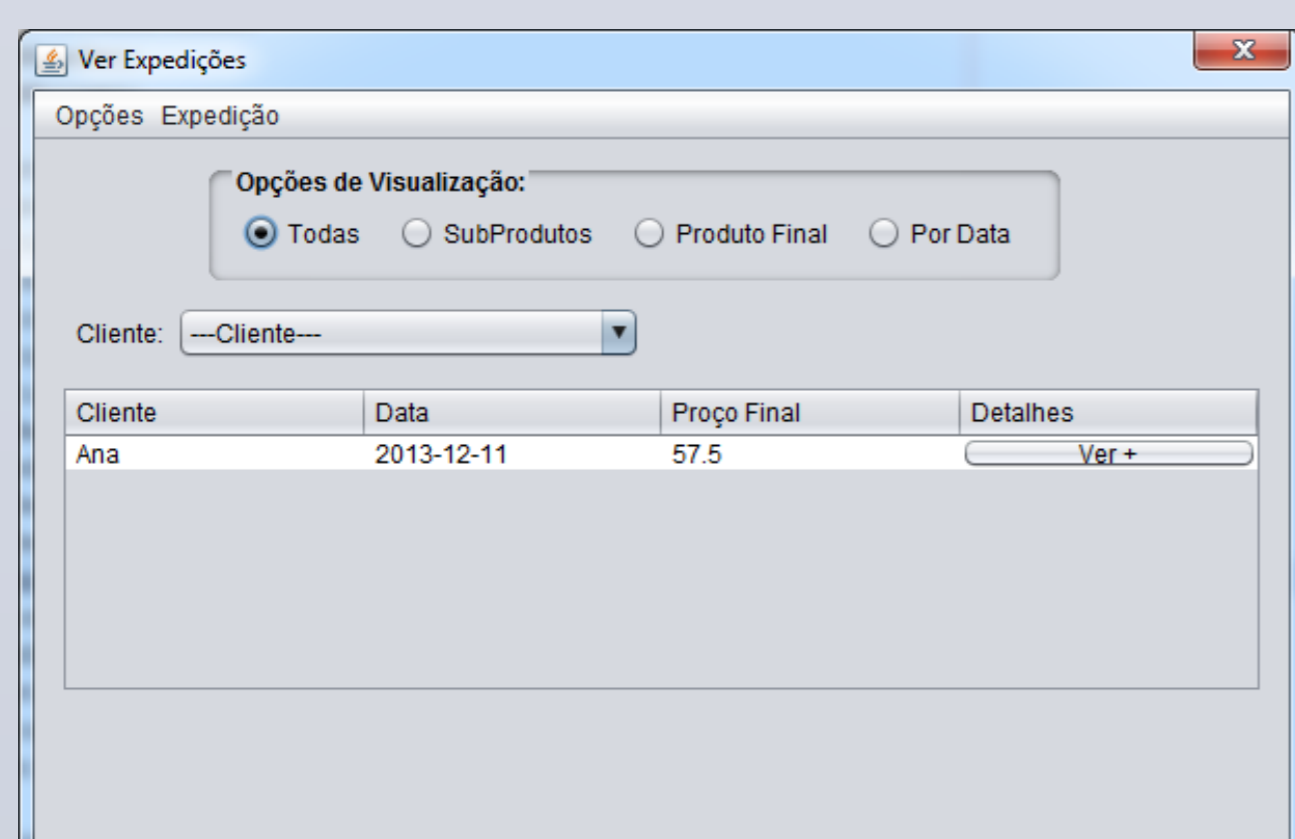 Ver Expedições
Opções Expedição
Opções de Visualização:
Todas SubProdutos Produto Final Por Data
Cliente: ---Cliente---
Cliente Data Proço Final Detalhes
Ana 2013-12-11 57.5 Ver +